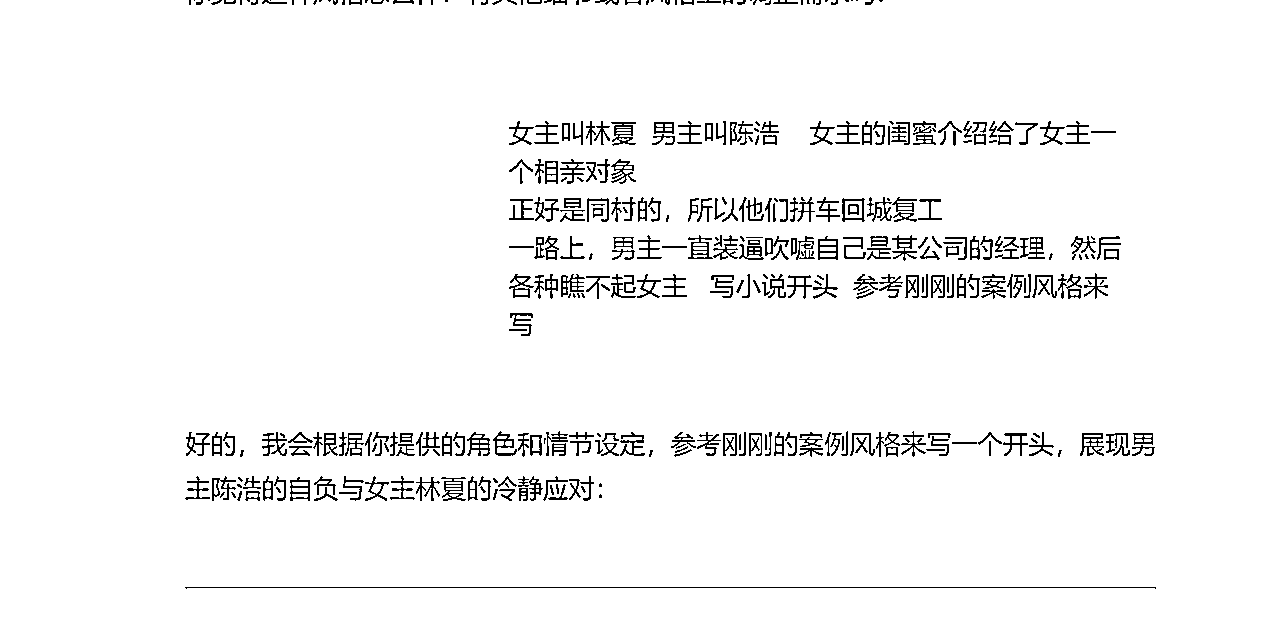 女主叫林夏 男主叫陈浩 女主的闺蜜介绍给了女主一
个相亲对象
正好是同村的，所以他们拼车回城复工
一路上，男主一直装逼吹嘘自己是某公司的经理，然后
各种瞧不起女主 写小说开头 参考刚刚的案例风格来
写
好的，我会根据你提供的角色和情节设定，参考刚刚的案例风格来写一个开头，展现男
主陈浩的自负与女主林夏的冷静应对：